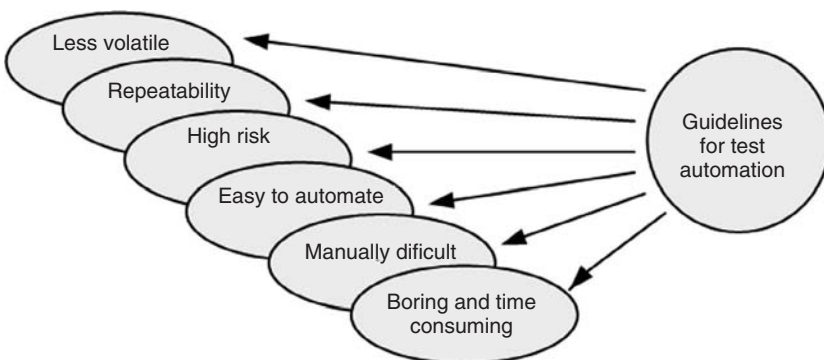 Less volatile
Repeatability
High risk
Easy to automate
Manually dificult
Boring and time
consuming
Guidelines
for test
automation